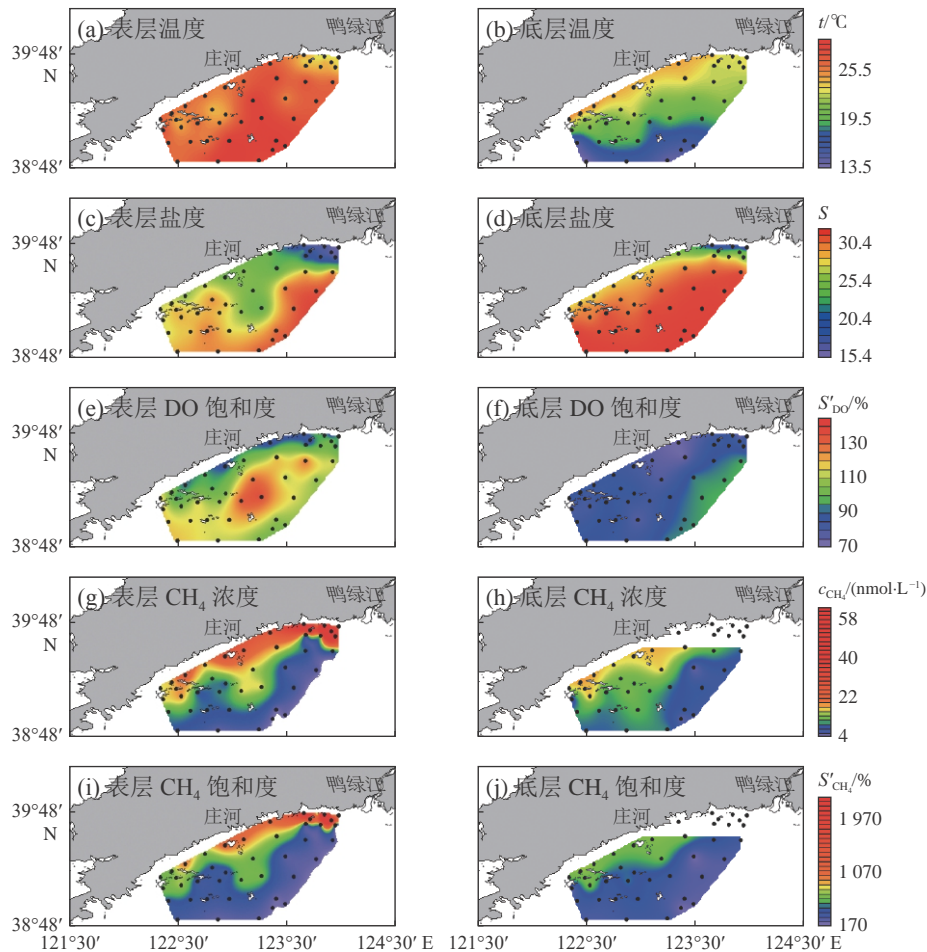 (a) 表层温度
鸭绿江
庄河
39°48′
N
38°48′
(b) 底层温度
鸭绿江
庄河
t/℃
25.5
19.5
13.5
(c) 表层盐度
鸭绿江
庄河
39°48′
N
38°48′
(d) 底层盐度
鸭绿江
庄河
S
30.4
25.4
20.4
15.4
(e) 表层 DO 饱和度
鸭绿江
庄河
39°48′
N
38°48′
(f) 底层 DO 饱和度
鸭绿江
庄河
S′DO/%
130
110
90
70
(g) 表层 CH₄ 浓度
鸭绿江
庄河
39°48′
N
38°48′
(h) 底层 CH₄ 浓度
鸭绿江
庄河
cCH₄/(nmol·L⁻¹)
58
40
22
4
(i) 表层 CH₄ 饱和度
鸭绿江
庄河
39°48′
N
38°48′
121°30′ 122°30′ 123°30′ 124°30′ E
(j) 底层 CH₄ 饱和度
鸭绿江
庄河
121°30′ 122°30′ 123°30′ 124°30′ E
S′CH₄/%
1 970
1 070
170